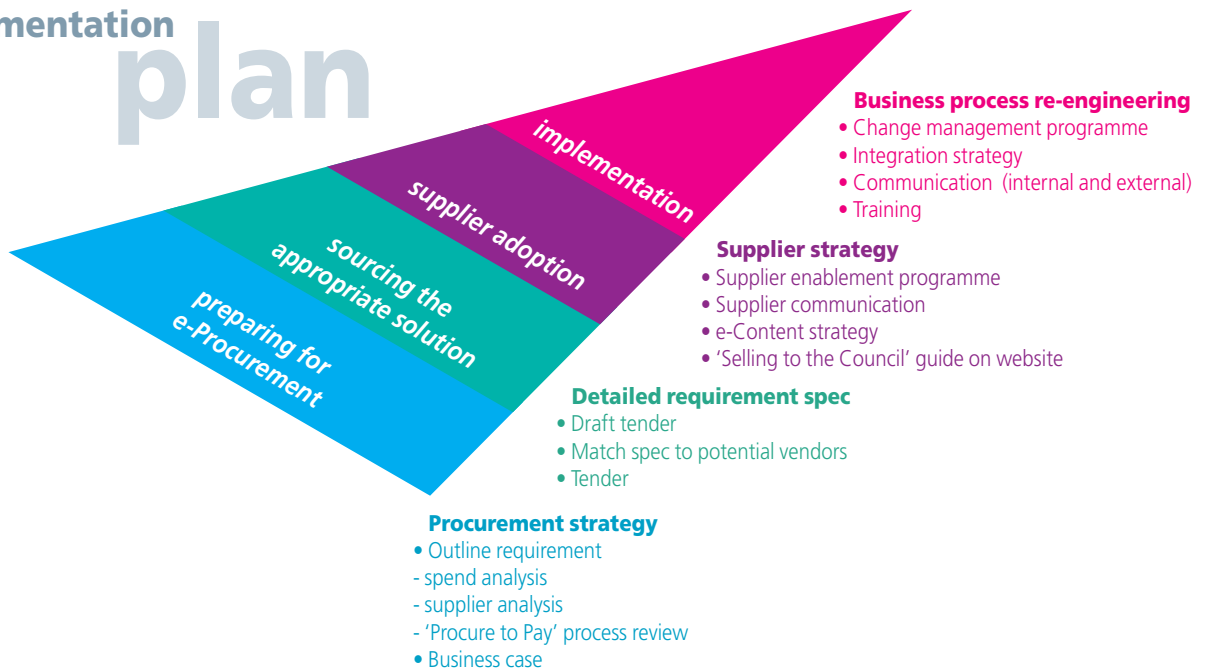 mentation
plan
implementation
supplier adoption
sourcing the
appropriate solution
preparing for
e-Procurement
Business process re-engineering
• Change management programme
• Integration strategy
• Communication (internal and external)
• Training
Supplier strategy
• Supplier enablement programme
• Supplier communication
• e-Content strategy
• ‘Selling to the Council’ guide on website
Detailed requirement spec
• Draft tender
• Match spec to potential vendors
• Tender
Procurement strategy
• Outline requirement
- spend analysis
- supplier analysis
- ‘Procure to Pay’ process review
• Business case